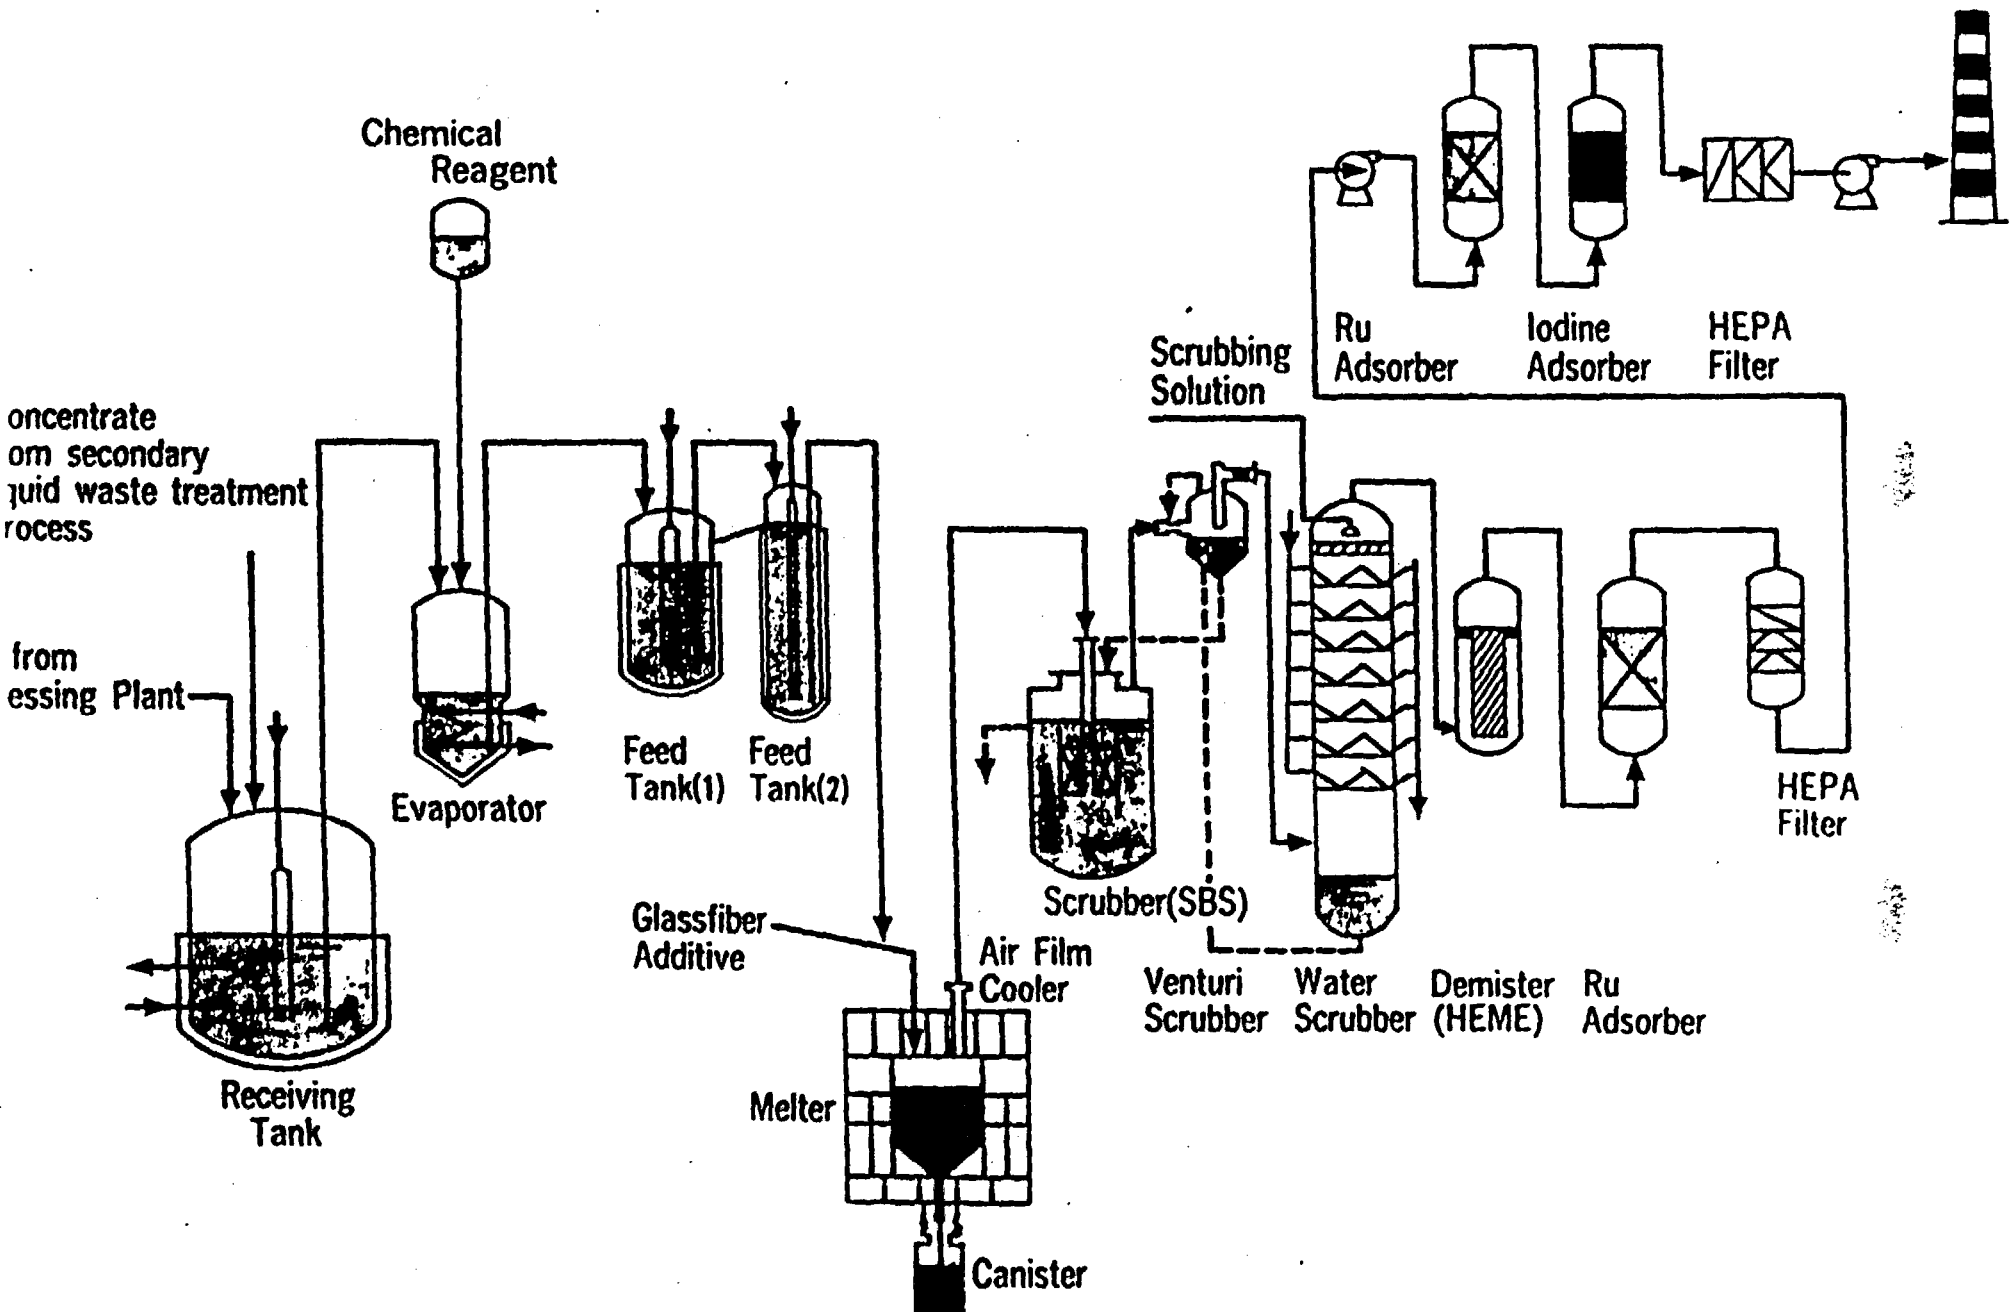 Chemical
Reagent
oncentrate
om secondary
quid waste treatment
rocess
from
essing Plant
Receiving
Tank
Evaporator
Feed
Tank(1)
Feed
Tank(2)
Glassfiber
Additive
Melter
Canister
Air Film
Cooler
Scrubber(SBS)
Venturi
Scrubber
Scrubbing
Solution
Water
Scrubber
Demister
(HEME)
Ru
Adsorber
HEPA
Filter
Ru
Adsorber
Iodine
Adsorber
HEPA
Filter